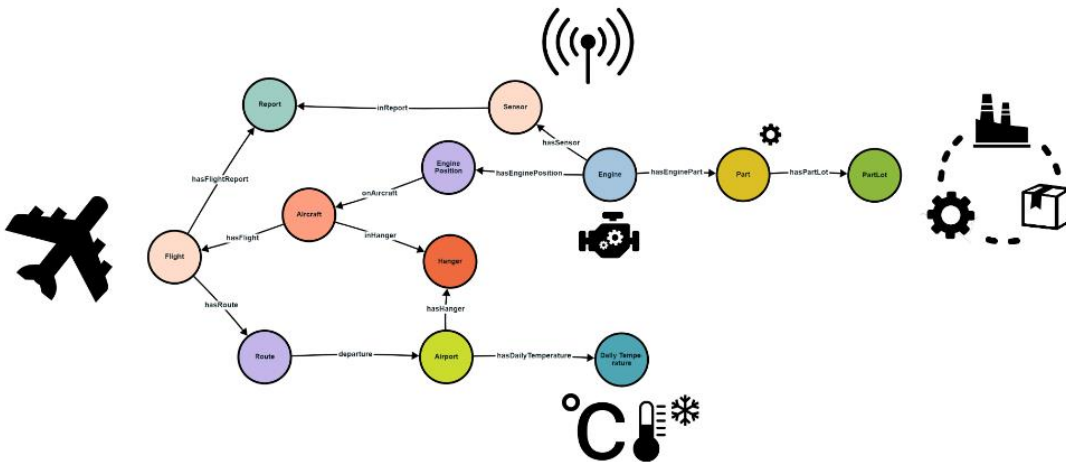 Report
inReport
Sensor
hasSensor
hasFlightReport
Engine
Position
hasEnginePosition
Engine
hasEnginePart
Part
hasPartLot
PartLot
onAircraft
Aircraft
hasFlight
inHanger
Flight
Hanger
hasRoute
hasHanger
Route
departure
Airport
hasDailyTemperature
Daily Tempe
rature
°C